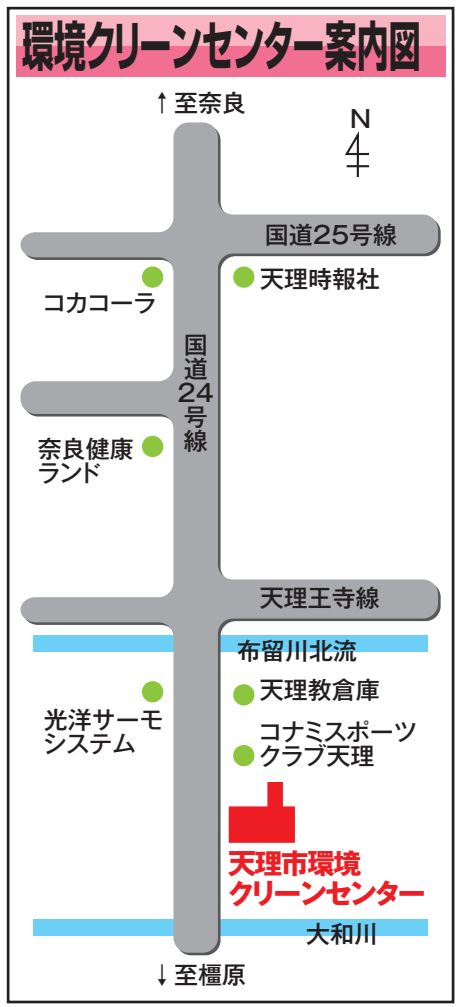 環境クリーンセンター案内図
↑至奈良
N
国道25号線
コカコーラ
天理時報社
国道24号線
奈良健康
ランド
天理王寺線
布留川北流
天理教倉庫
光洋サーモ
システム
コナミスポーツ
クラブ天理
天理市環境
クリーンセンター
大和川
↓至橿原